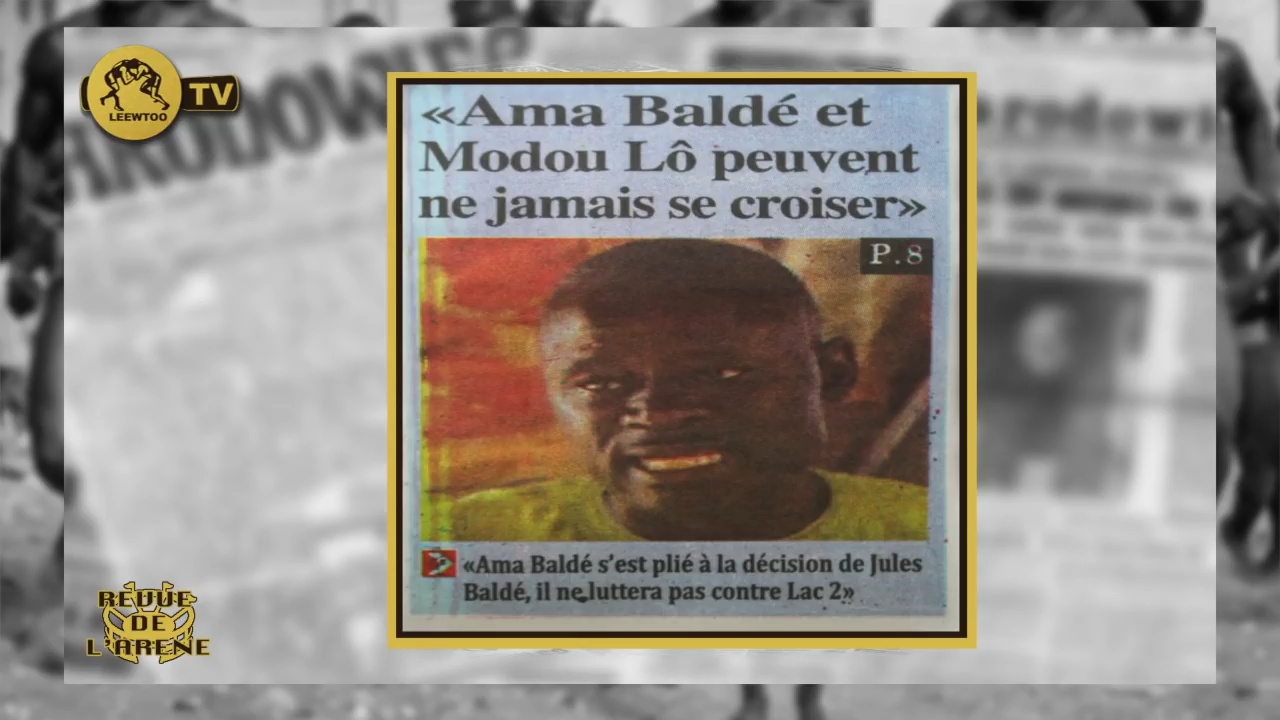 LEEWTOO
TV
«Ama Baldé et
Modou Lô peuvent
ne jamais se croiser»
P.8
«Ama Baldé s'est plié à la décision de Jules
Baldé, il ne luttera pas contre Lac 2»
REVUE
DE
L'ARENE